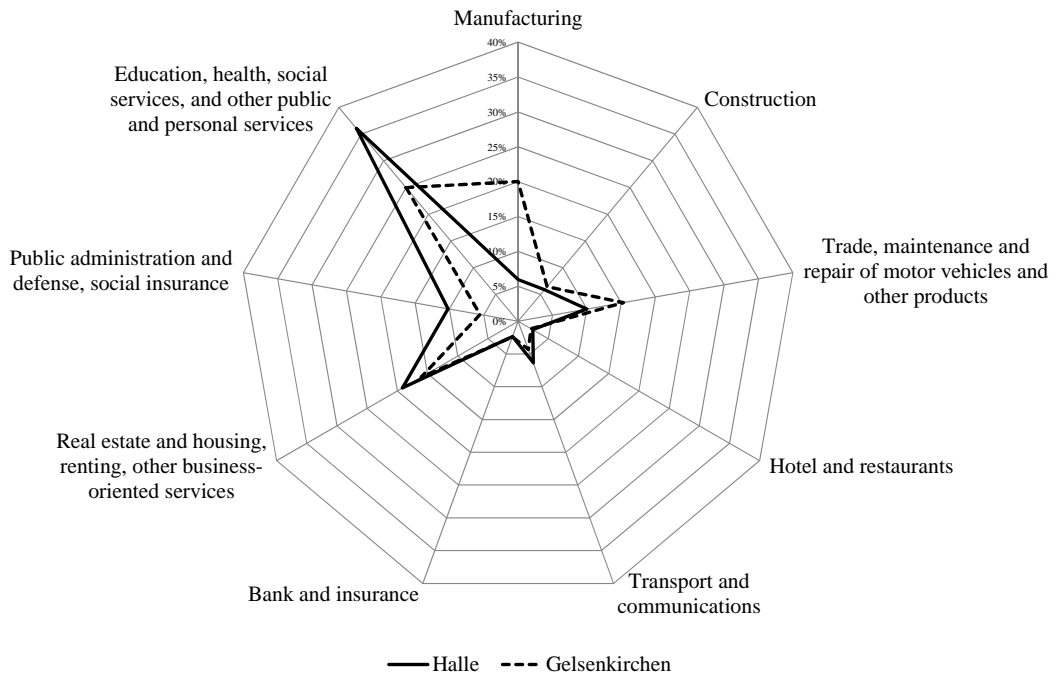 Manufacturing
40%
35%
30%
25%
20%
15%
10%
5%
0%
Construction
Trade, maintenance and
repair of motor vehicles and
other products
Hotel and restaurants
Transport and
communications
Bank and insurance
Real estate and housing,
renting, other business-
oriented services
Public administration and
defense, social insurance
Education, health, social
services, and other public
and personal services
Halle
Gelsenkirchen